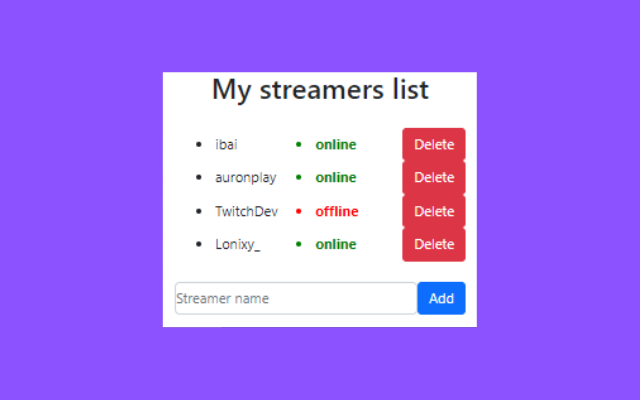 My streamers list
ibai online Delete
auronplay online Delete
TwitchDev offline Delete
Lonixy_ online Delete
Streamer name Add